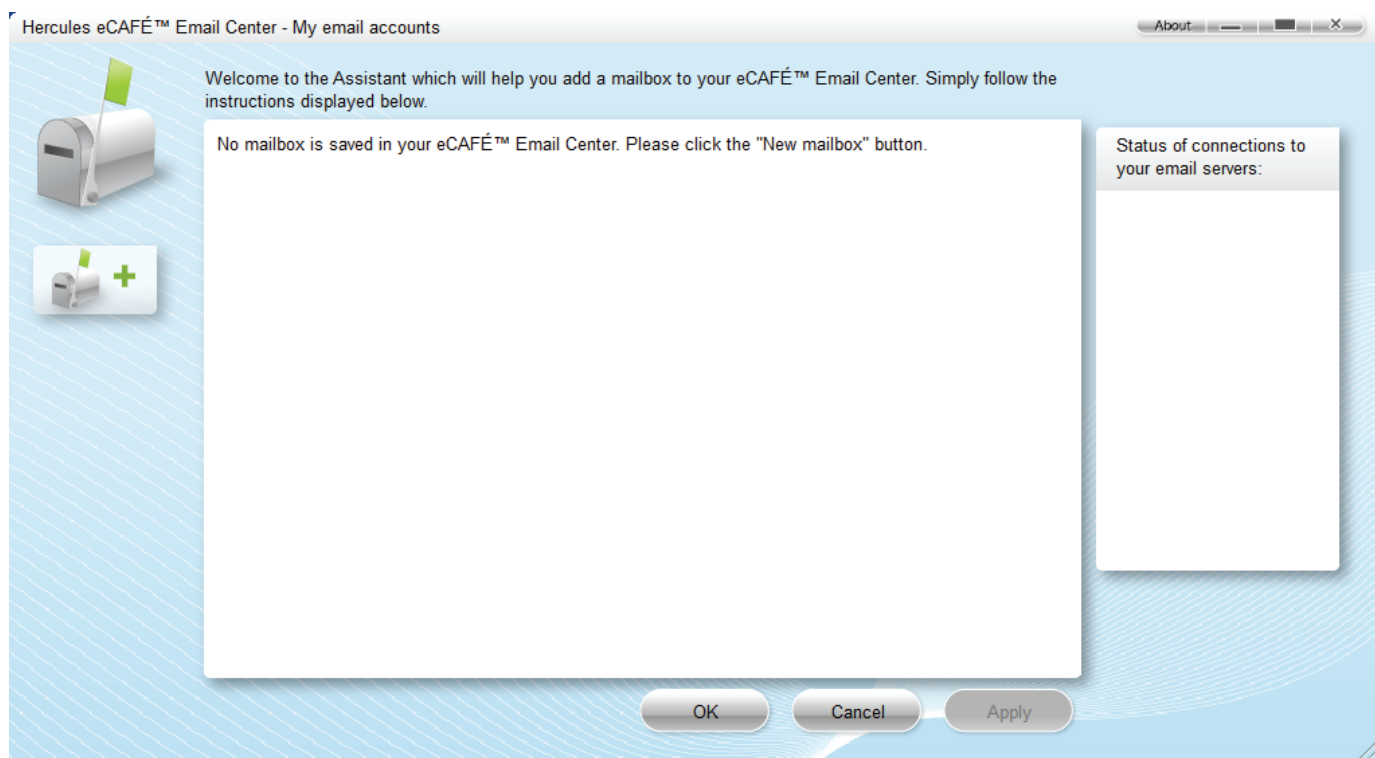 Hercules eCAFÉ™ Email Center - My email accounts
About
Welcome to the Assistant which will help you add a mailbox to your eCAFÉ™ Email Center. Simply follow the
instructions displayed below.
No mailbox is saved in your eCAFÉ™ Email Center. Please click the "New mailbox" button.
Status of connections to
your email servers:
OK
Cancel
Apply